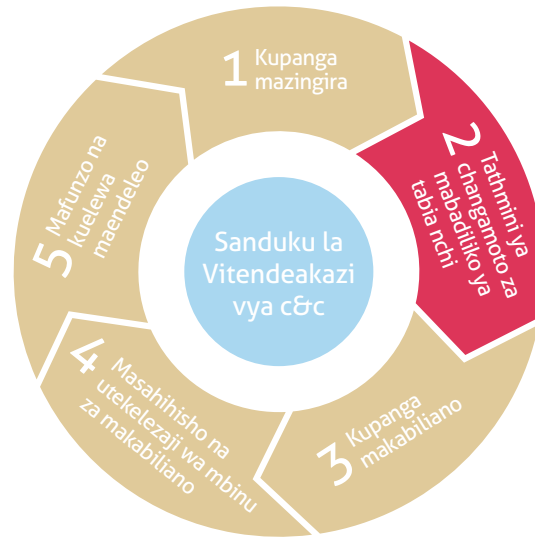 1 Kupanga
mazingira
2 Tathmini ya
changamoto za
mabadiliko ya
tabia nchi
3 Kupanga
makabiliano
4 Masahihisho na
utekelezaji wa mbinu
za makabiliano
5 Mafunzo na
kuelewa
maendeleo
Sanduku la
Vitendeakazi
vya c&c